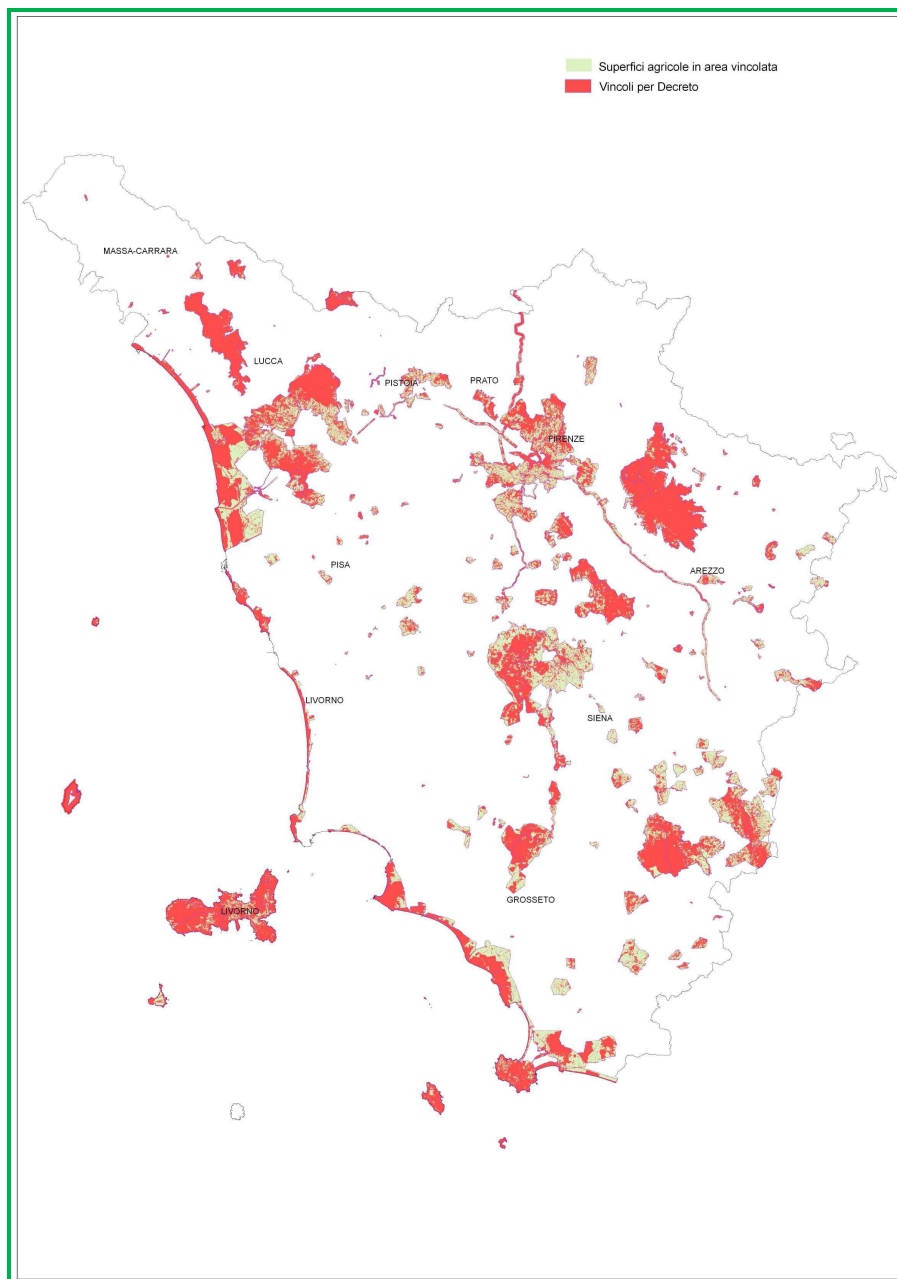 Superfici agricole in area vincolata
Vincoli per Decreto
MASSA-CARRARA
LUCCA
PISTOIA
PRATO
FIRENZE
PISA
AREZZO
LIVORNO
SIENA
GROSSETO
LIVORNO